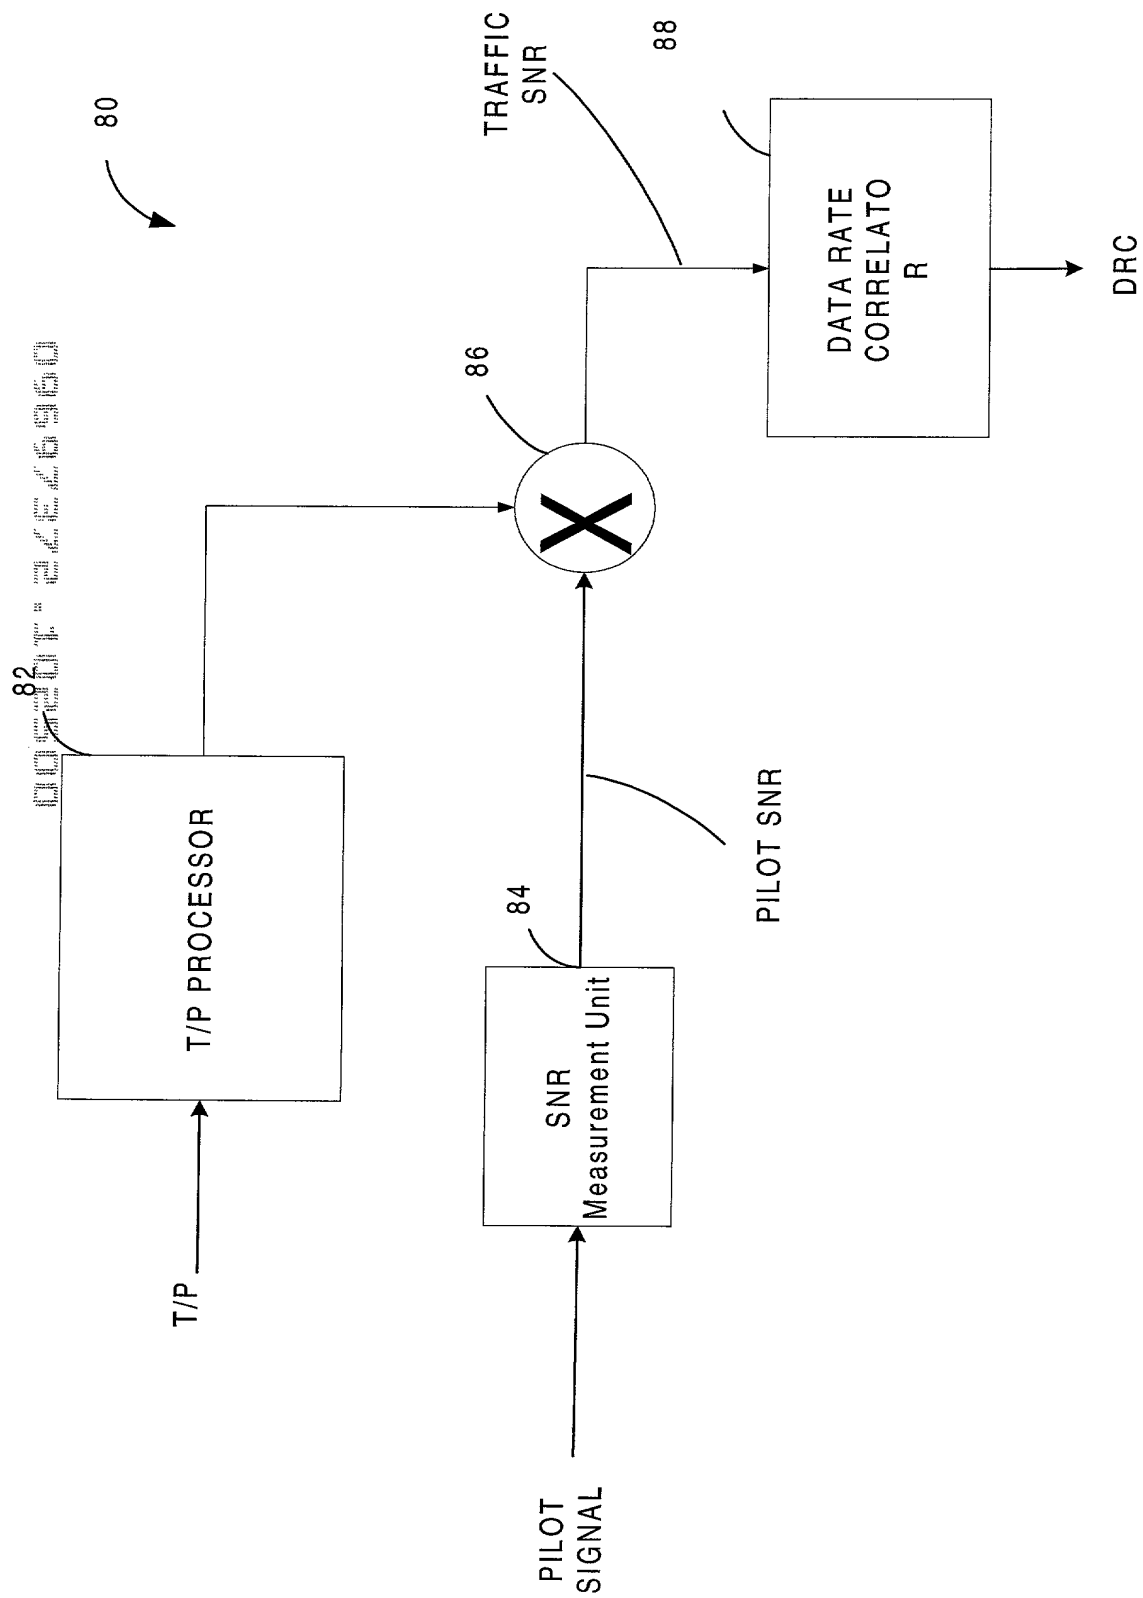 80
82
T/P
T/P PROCESSOR
86
TRAFFIC
SNR
88
84
PILOT
SIGNAL
SNR
Measurement Unit
PILOT SNR
DATA RATE
CORRELATO
R
DRC
X